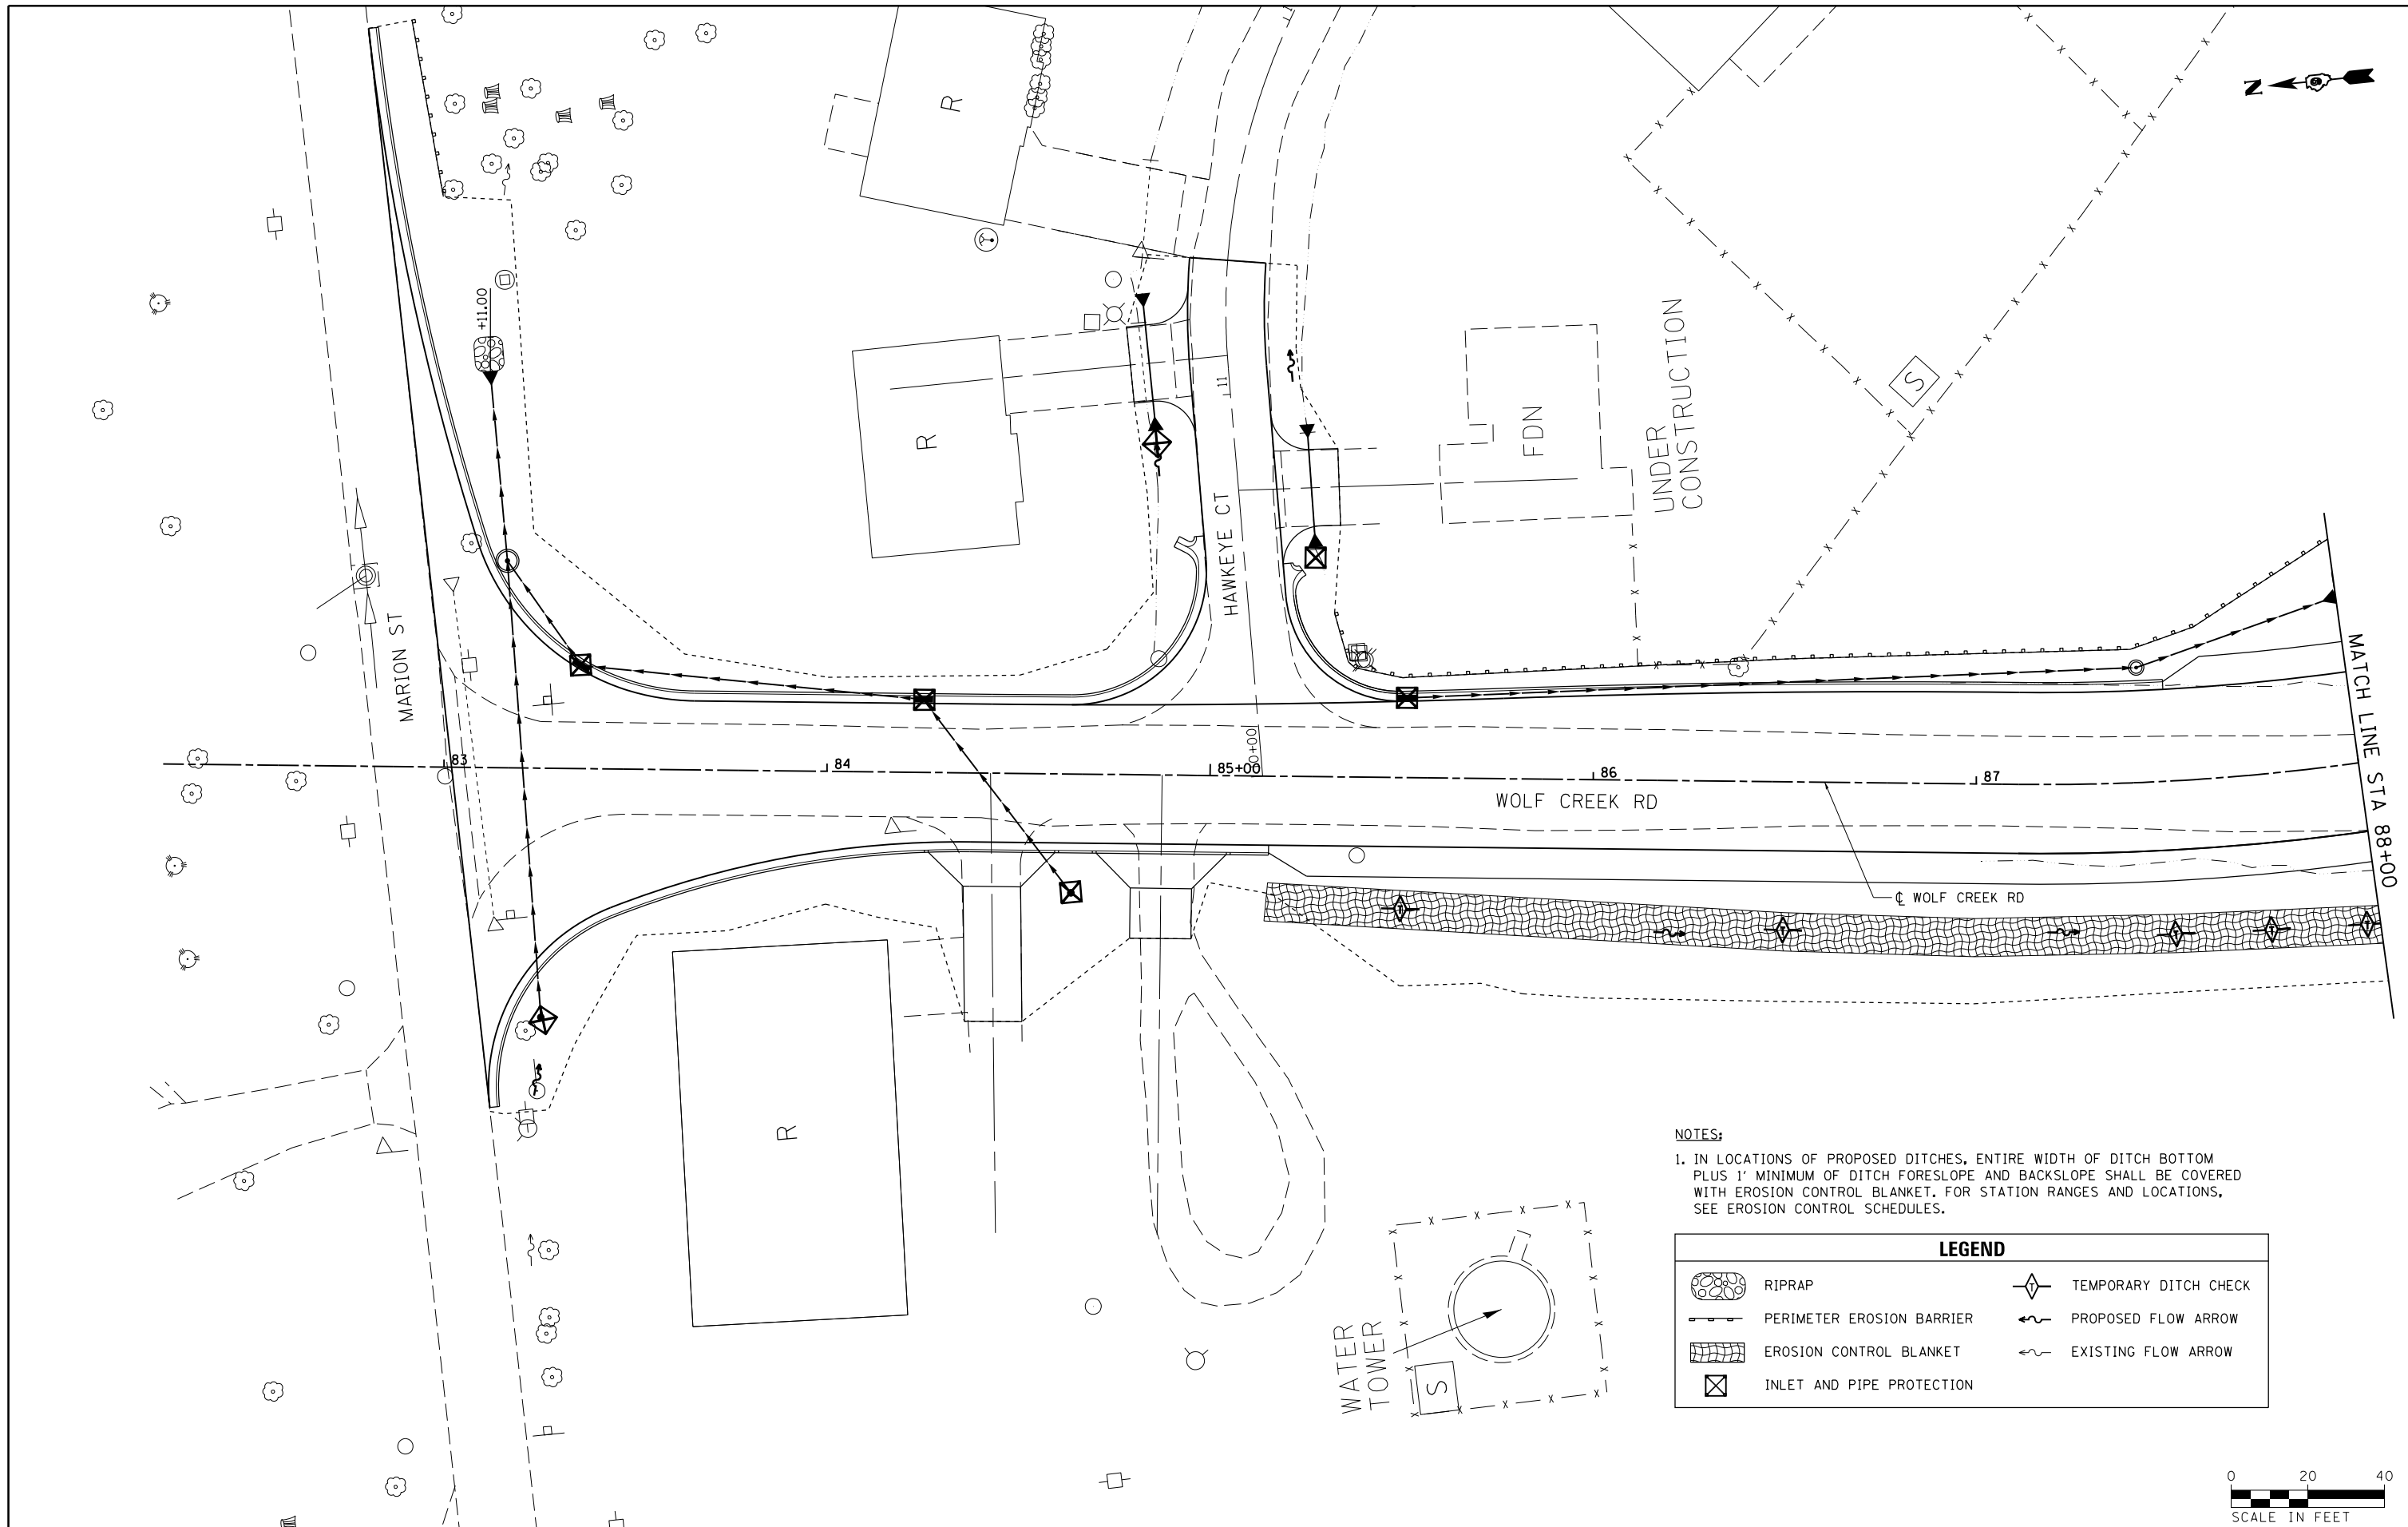 N
R
+11.00
R
11
HAWKEYE CT
FDN
UNDER
CONSTRUCTION
S
MARION ST
00+00
83
84
85+00
86
87
WOLF CREEK RD
℄ WOLF CREEK RD
MATCH LINE STA 88+00
R
WATER
TOWER
S
NOTES:
1. IN LOCATIONS OF PROPOSED DITCHES, ENTIRE WIDTH OF DITCH BOTTOM
PLUS 1' MINIMUM OF DITCH FORESLOPE AND BACKSLOPE SHALL BE COVERED
WITH EROSION CONTROL BLANKET. FOR STATION RANGES AND LOCATIONS,
SEE EROSION CONTROL SCHEDULES.
LEGEND
RIPRAP
PERIMETER EROSION BARRIER
EROSION CONTROL BLANKET
INLET AND PIPE PROTECTION
T TEMPORARY DITCH CHECK
PROPOSED FLOW ARROW
EXISTING FLOW ARROW
0 20 40
SCALE IN FEET